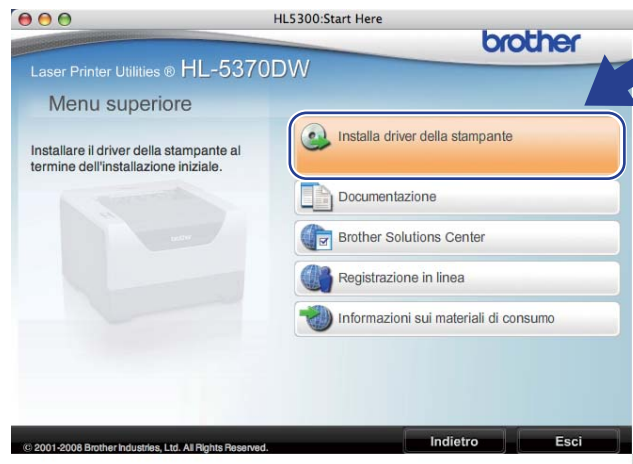 HL5300:Start Here
brother
Laser Printer Utilities ® HL-5370DW
Menu superiore
Installare il driver della stampante al
termine dell'installazione iniziale.
Installa driver della stampante
Documentazione
Brother Solutions Center
Registrazione in linea
Informazioni sui materiali di consumo
© 2001-2008 Brother Industries, Ltd. All Rights Reserved.
Indietro
Esci